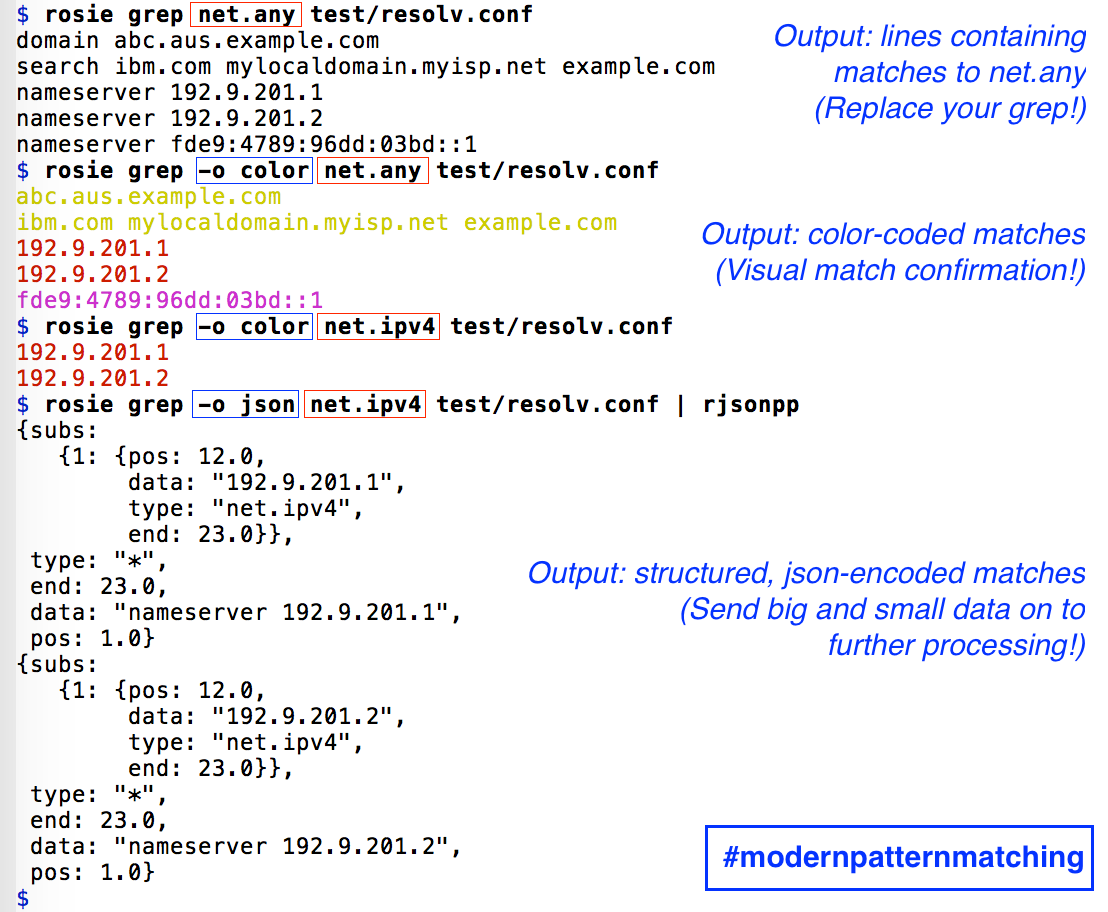 $ rosie grep net.any test/resolv.conf
domain abc.aus.example.com
search ibm.com mylocaldomain.myisp.net example.com
nameserver 192.9.201.1
nameserver 192.9.201.2
nameserver fde9:4789:96dd:03bd::1
Output: lines containing
matches to net.any
(Replace your grep!)
$ rosie grep -o color net.any test/resolv.conf
abc.aus.example.com
ibm.com mylocaldomain.myisp.net example.com
192.9.201.1
192.9.201.2
fde9:4789:96dd:03bd::1
Output: color-coded matches
(Visual match confirmation!)
$ rosie grep -o color net.ipv4 test/resolv.conf
192.9.201.1
192.9.201.2
$ rosie grep -o json net.ipv4 test/resolv.conf | rjsonpp
{subs:
   {1: {pos: 12.0,
        data: "192.9.201.1",
        type: "net.ipv4",
        end: 23.0}},
 type: "*",
 end: 23.0,
 data: "nameserver 192.9.201.1",
 pos: 1.0}
Output: structured, json-encoded matches
(Send big and small data on to
further processing!)
{subs:
   {1: {pos: 12.0,
        data: "192.9.201.2",
        type: "net.ipv4",
        end: 23.0}},
 type: "*",
 end: 23.0,
 data: "nameserver 192.9.201.2",
 pos: 1.0}
$
#modernpatternmatching